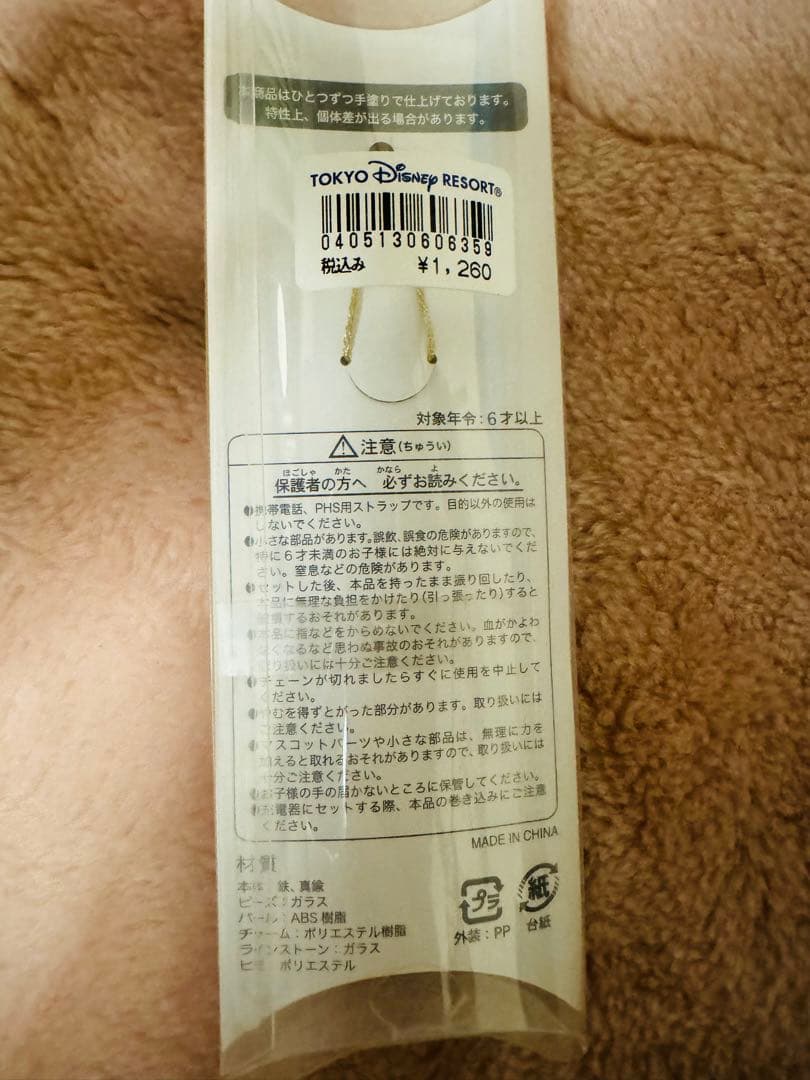 本商品はひとつずつ手塗りで仕上げております。
特性上、個体差が出る場合があります。
TOKYO Disney RESORT®
0405130606359
税込み ¥1,260
対象年令:6才以上
注意(ちゅうい)
ほごしゃ かた かなら よ
保護者の方へ 必ずお読みください。
携帯電話、PHS用ストラップです。目的以外の使用は
しないでください。
小さな部品があります。誤飲、誤食の危険がありますので、
特に6才未満のお子様には絶対に与えないでくだ
さい。窒息などの危険があります。
セットした後、本品を持ったまま振り回したり、
本品に無理な負担をかけたり(引っ張ったり)すると
破損するおそれがあります。
本品に指などをからめないでください。血がかよわ
なくなるなど思わぬ事故のおそれがありますので、
取り扱いには十分ご注意ください。
チェーンが切れましたらすぐに使用を中止して
ください。
やむを得ずとがった部分があります。取り扱いには
ご注意ください。
マスコットパーツや小さな部品は、無理に力を
加えると取れるおそれがありますので、取り扱いには
十分ご注意ください。
お子様の手の届かないところに保管してください。
充電器にセットする際、本品の巻き込みにご注意
ください。
MADE IN CHINA
材質
本体:鉄、真鍮
ビーズ:ガラス
パール:ABS樹脂
チャーム:ポリエステル樹脂
ラインストーン:ガラス
ヒモ:ポリエステル
プラ
外装:PP
紙
台紙